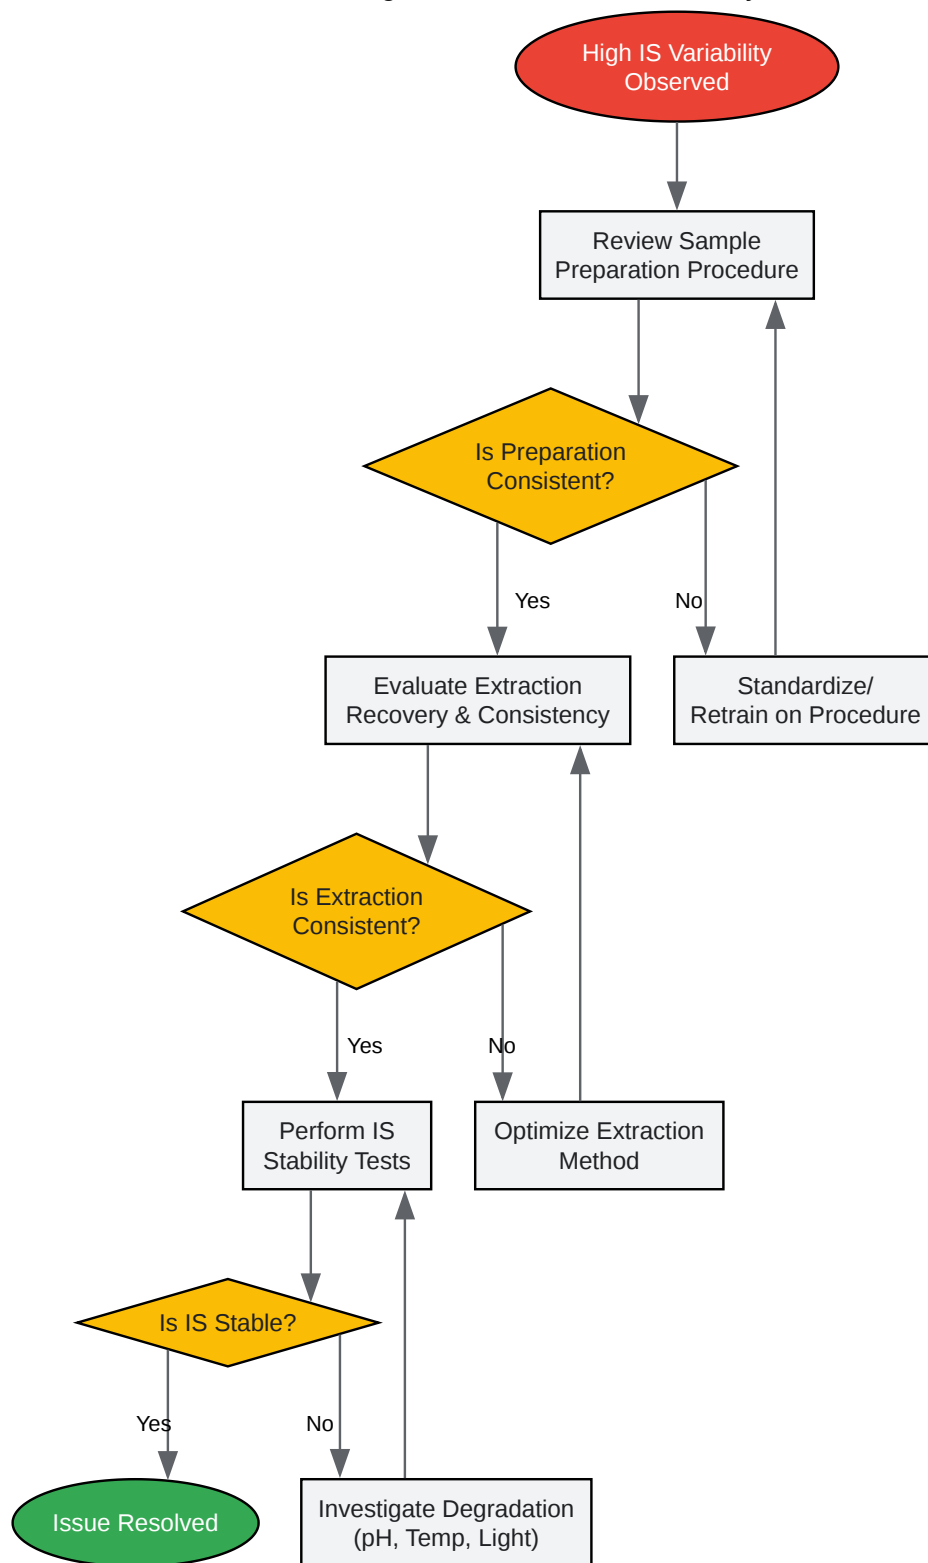 High IS Variability
Observed
Review Sample
Preparation Procedure
Is Preparation
Consistent?
Yes
No
Evaluate Extraction
Recovery & Consistency
Standardize/
Retrain on Procedure
Is Extraction
Consistent?
Yes
No
Perform IS
Stability Tests
Optimize Extraction
Method
Is IS Stable?
Yes
No
Issue Resolved
Investigate Degradation
(pH, Temp, Light)